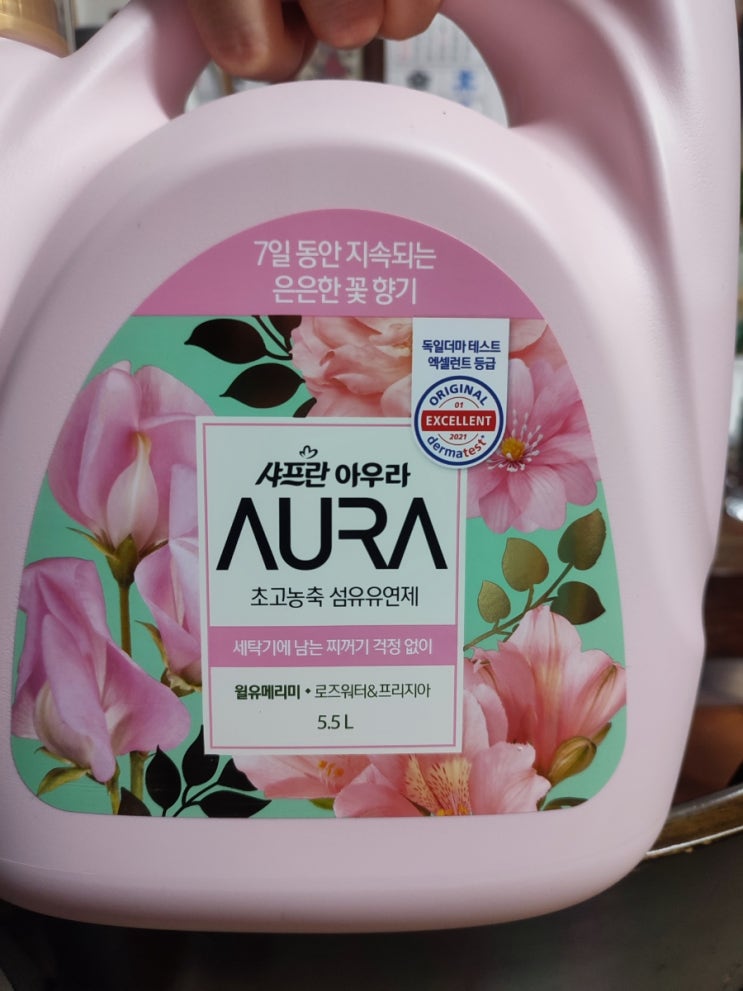 7일 동안 지속되는
은은한 꽃 향기
독일더마 테스트
엑셀런트 등급
ORIGINAL
01
EXCELLENT
2021
dermatest®
샤프란 아우라
AURA
초고농축 섬유유연제
세탁기에 남는 찌꺼기 걱정 없이
윌유메리미 • 로즈워터&프리지아
5.5 L